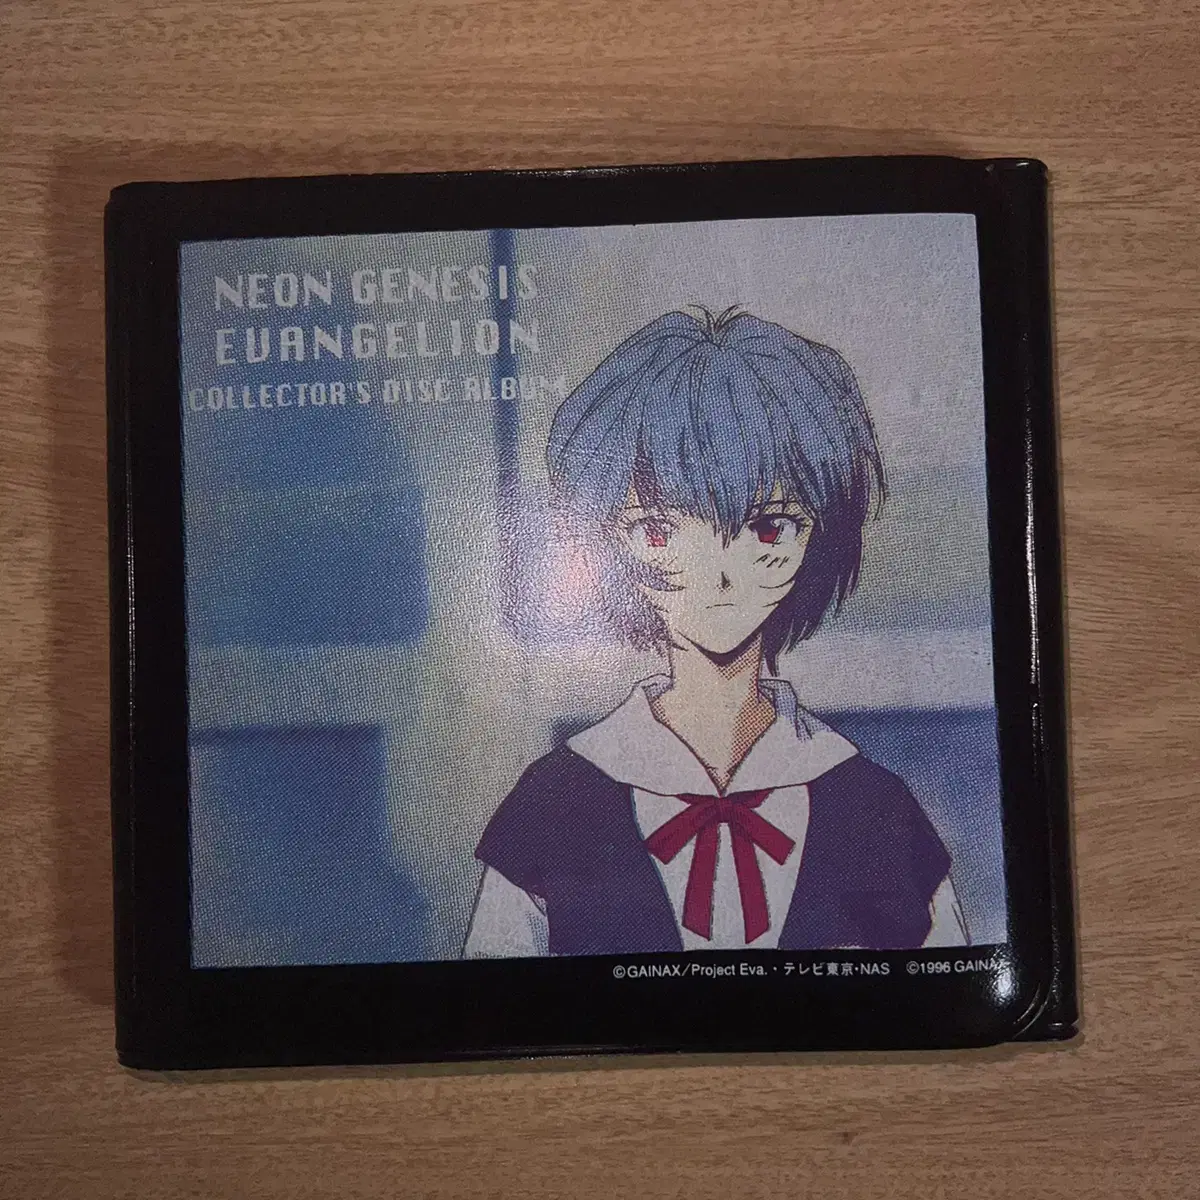 NEON GENESIS
EVANGELION
COLLECTOR'S DISC ALBUM
©GAINAX/Project Eva.・テレビ東京・NAS ©1996 GAINAX